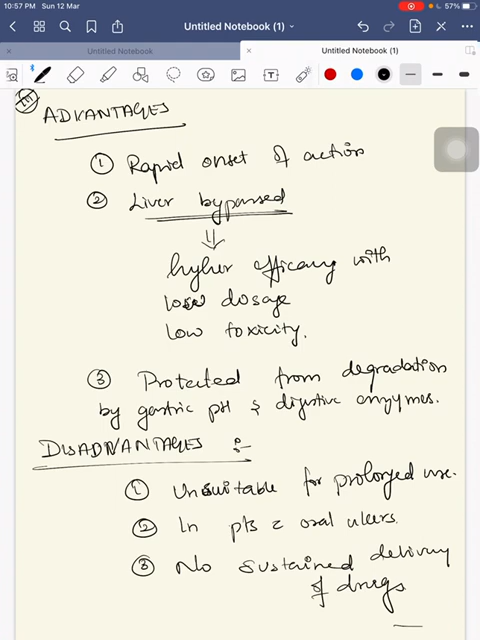 10:57 PM Sun 12 Mar
57%
Untitled Notebook (1)
Untitled Notebook
Untitled Notebook (1)
ADVANTAGES
① Rapid onset of action
② Liver bypassed
⇓
higher efficacy with
low dosage
low toxicity.
③ Protected from degradation
by gastric pH & digestive enzymes.
DISADVANTAGES :-
① Unsuitable for prolonged use.
② In pts c oral ulcers.
③ No sustained delivery
of drugs